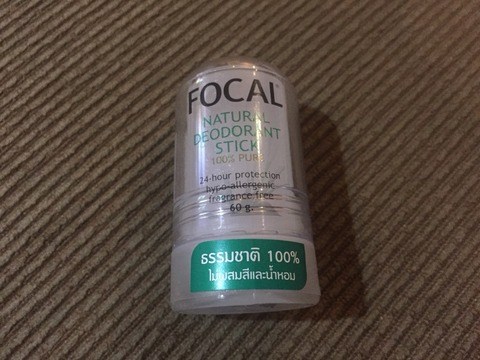 FOCAL®
NATURAL
DEODORANT
STICK
100% PURE
24-hour protection
hypo-allergenic
fragrance free
60 g.
ธรรมชาติ 100%
ไม่ผสมสีและน้ำหอม